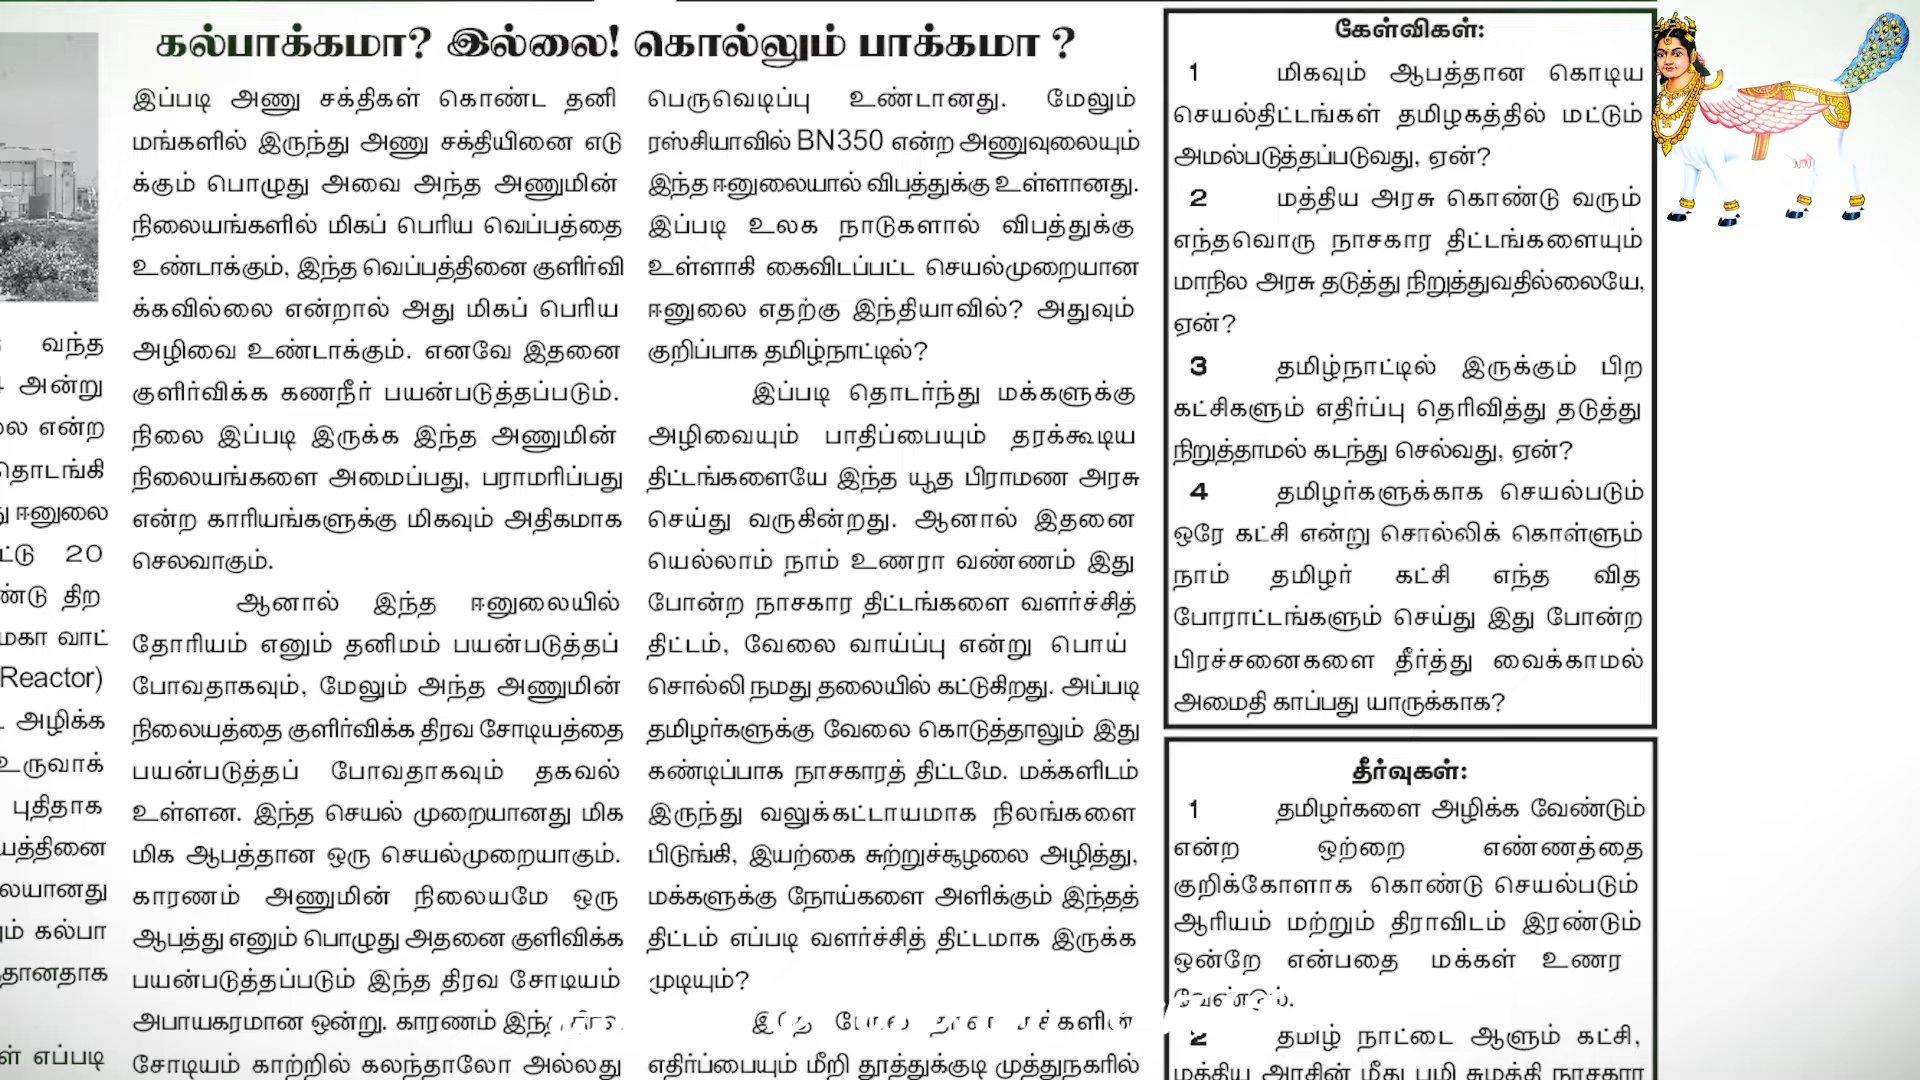 கல்பாக்கமா? இல்லை! கொல்லும் பாக்கமா ?
வந்த
அன்று
என்ற
தொடங்கி
ஈனுலை
20
திற
மகா வாட்
Reactor)
அழிக்க
உருவாக்
புதிதாக
கல்பா
எப்படி
இப்படி அணு சக்திகள் கொண்ட தனி
மங்களில் இருந்து அணு சக்தியினை எடு
க்கும் பொழுது அவை அந்த அணுமின்
நிலையங்களில் மிகப் பெரிய வெப்பத்தை
உண்டாக்கும், இந்த வெப்பத்தினை குளிர்வி
க்கவில்லை என்றால் அது மிகப் பெரிய
அழிவை உண்டாக்கும். எனவே இதனை
குளிர்விக்க கணநீர் பயன்படுத்தப்படும்.
நிலை இப்படி இருக்க இந்த அணுமின்
நிலையங்களை அமைப்பது, பராமரிப்பது
என்ற காரியங்களுக்கு மிகவும் அதிகமாக
செலவாகும்.
ஆனால் இந்த ஈனுலையில்
தோரியம் எனும் தனிமம் பயன்படுத்தப்
போவதாகவும், மேலும் அந்த அணுமின்
நிலையத்தை குளிர்விக்க திரவ சோடியத்தை
பயன்படுத்தப் போவதாகவும் தகவல்
உள்ளன. இந்த செயல் முறையானது மிக
மிக ஆபத்தான ஒரு செயல்முறையாகும்.
காரணம் அணுமின் நிலையமே ஒரு
ஆபத்து எனும் பொழுது அதனை குளிவிக்க
பயன்படுத்தப்படும் இந்த திரவ சோடியம்
அபாயகரமான ஒன்று. காரணம்
சோடியம் காற்றில் கலந்தாலோ அல்லது
பெருவெடிப்பு உண்டானது. மேலும்
ரஸ்சியாவில் BN350 என்ற அணுவுலையும்
இந்த ஈனுலையால் விபத்துக்கு உள்ளானது.
இப்படி உலக நாடுகளால் விபத்துக்கு
உள்ளாகி கைவிடப்பட்ட செயல்முறையான
ஈனுலை எதற்கு இந்தியாவில்? அதுவும்
குறிப்பாக தமிழ்நாட்டில்?
இப்படி தொடர்ந்து மக்களுக்கு
அழிவையும் பாதிப்பையும் தரக்கூடிய
திட்டங்களையே இந்த யூத பிராமண அரசு
செய்து வருகின்றது. ஆனால் இதனை
யெல்லாம் நாம் உணரா வண்ணம் இது
போன்ற நாசகார திட்டங்களை வளர்ச்சித்
திட்டம், வேலை வாய்ப்பு என்று பொய்
சொல்லி நமது தலையில் கட்டுகிறது. அப்படி
தமிழர்களுக்கு வேலை கொடுத்தாலும் இது
கண்டிப்பாக நாசகாரத் திட்டமே. மக்களிடம்
இருந்து வலுக்கட்டாயமாக நிலங்களை
பிடுங்கி, இயற்கை சுற்றுச்சூழலை அழித்து,
மக்களுக்கு நோய்களை அளிக்கும் இந்தத்
திட்டம் எப்படி வளர்ச்சித் திட்டமாக இருக்க
முடியும்?
எதிர்ப்பையும் மீறி தூத்துக்குடி முத்துநகரில்
கேள்விகள்:
1 மிகவும் ஆபத்தான கொடிய
செயல்திட்டங்கள் தமிழகத்தில் மட்டும்
அமல்படுத்தப்படுவது, ஏன்?
2 மத்திய அரசு கொண்டு வரும்
எந்தவொரு நாசகார திட்டங்களையும்
மாநில அரசு தடுத்து நிறுத்துவதில்லையே,
ஏன்?
3 தமிழ்நாட்டில் இருக்கும் பிற
கட்சிகளும் எதிர்ப்பு தெரிவித்து தடுத்து
நிறுத்தாமல் கடந்து செல்வது, ஏன்?
4 தமிழர்களுக்காக செயல்படும்
ஒரே கட்சி என்று சொல்லிக் கொள்ளும்
நாம் தமிழர் கட்சி எந்த வித
போராட்டங்களும் செய்து இது போன்ற
பிரச்சனைகளை தீர்த்து வைக்காமல்
அமைதி காப்பது யாருக்காக?
தீர்வுகள்:
1 தமிழர்களை அழிக்க வேண்டும்
என்ற ஒற்றை எண்ணத்தை
குறிக்கோளாக கொண்டு செயல்படும்
ஆரியம் மற்றும் திராவிடம் இரண்டும்
ஒன்றே என்பதை மக்கள் உணர
வேண்டும்.
2 தமிழ் நாட்டை ஆளும் கட்சி,